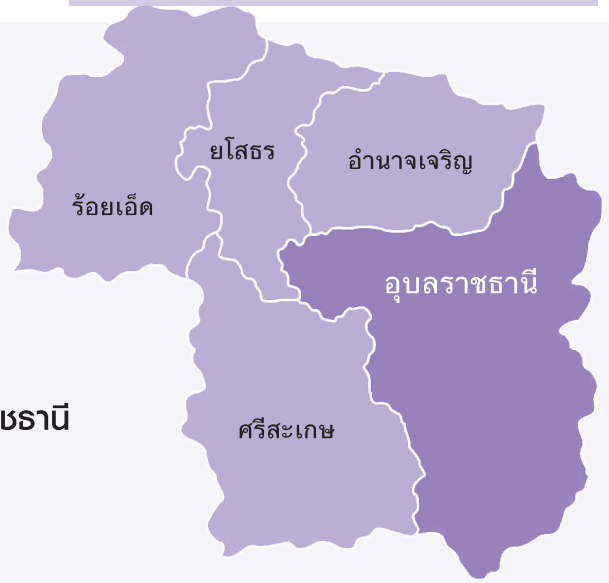 ยโสธร
อำนาจเจริญ
ร้อยเอ็ด
อุบลราชธานี
ชธานี
ศรีสะเกษ